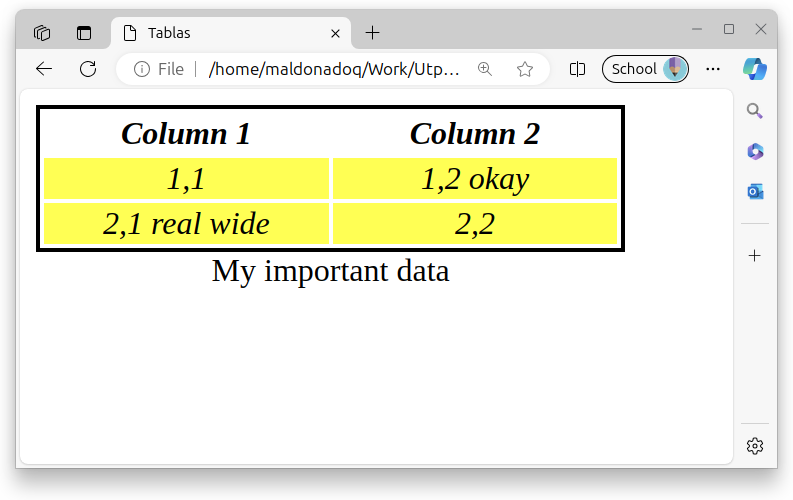 Tablas
File
/home/maldonadoq/Work/Utp...
School
Column 1 Column 2
1,1 1,2 okay
2,1 real wide 2,2
My important data